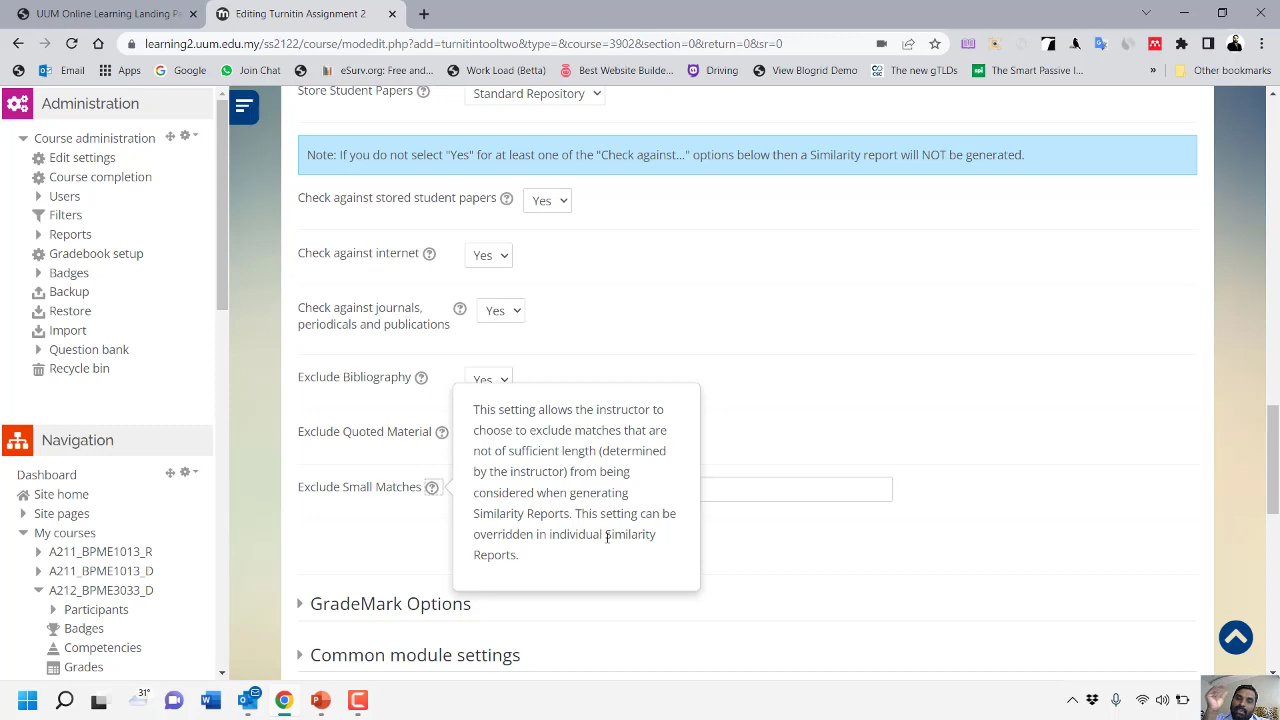 UUM Online Learning Landing P
Editing Turnitin Assignment 2
learning2.uum.edu.my/ss2122/course/modedit.php?add=turnitintooltwo&type=&course=3902&section=0&return=0&sr=0
Email
Apps
Google
Join Chat
eSurv.org: Free and...
Work Load (Betta)
Best Website Builde...
Driving
View Blogrid Demo...
The new gTLDs
The Smart Passive I...
»
Other bookmarks
Administration
Course administration
Edit settings
Course completion
Users
Filters
Reports
Gradebook setup
Badges
Backup
Restore
Import
Question bank
Recycle bin
Navigation
Dashboard
Site home
Site pages
My courses
A211_BPME1013_R
A211_BPME1013_D
A212_BPME3033_D
Participants
Badges
Competencies
Grades
Store Student Papers
Standard Repository
Note: If you do not select "Yes" for at least one of the "Check against..." options below then a Similarity report will NOT be generated.
Check against stored student papers
Yes
Check against internet
Yes
Check against journals,
periodicals and publications
Yes
Exclude Bibliography
Yes
Exclude Quoted Material
Exclude Small Matches
This setting allows the instructor to
choose to exclude matches that are
not of sufficient length (determined
by the instructor) from being
considered when generating
Similarity Reports. This setting can be
overridden in individual Similarity
Reports.
GradeMark Options
Common module settings
31°